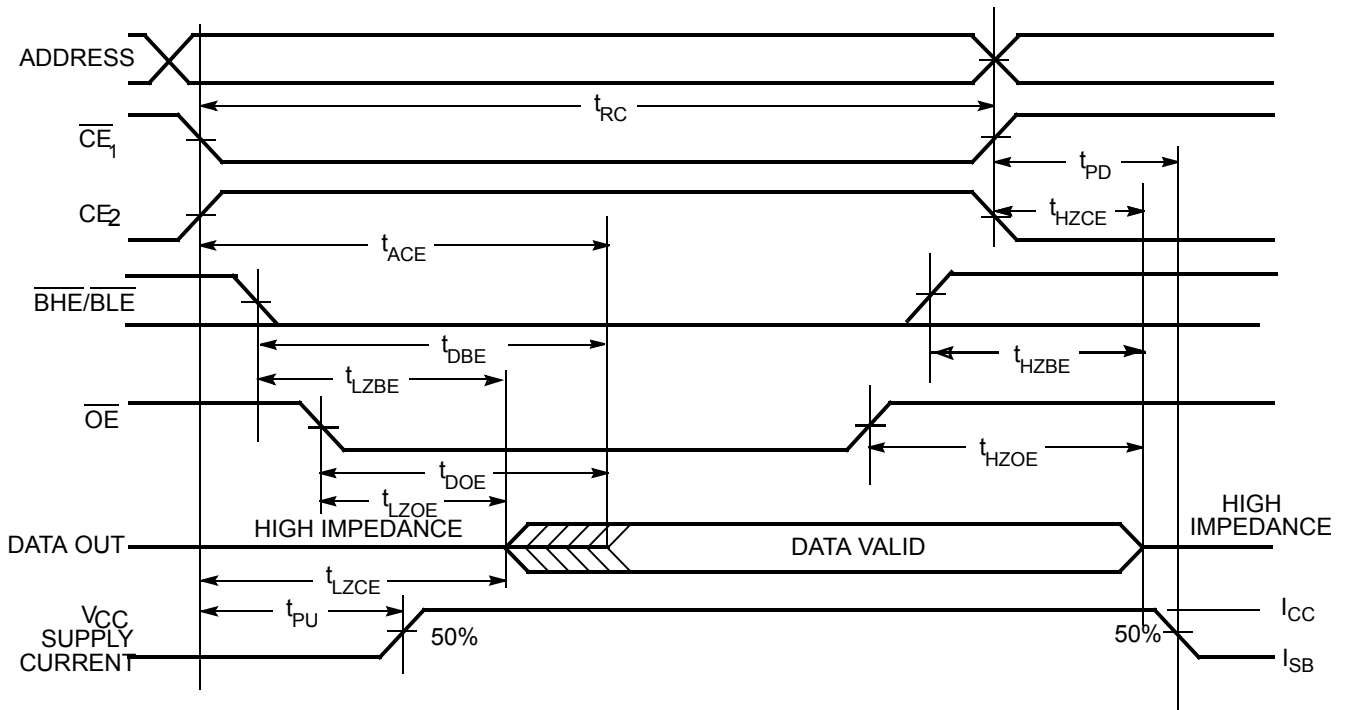 ADDRESS
tRC
CE1
tPD
CE2
tHZCE
tACE
BHE/BLE
tDBE
tHZBE
tLZBE
OE
tHZOE
tDOE
tLZOE
HIGH IMPEDANCE
HIGH
IMPEDANCE
DATA OUT
DATA VALID
tLZCE
tPU
VCC
SUPPLY
CURRENT
50%
50%
ICC
ISB